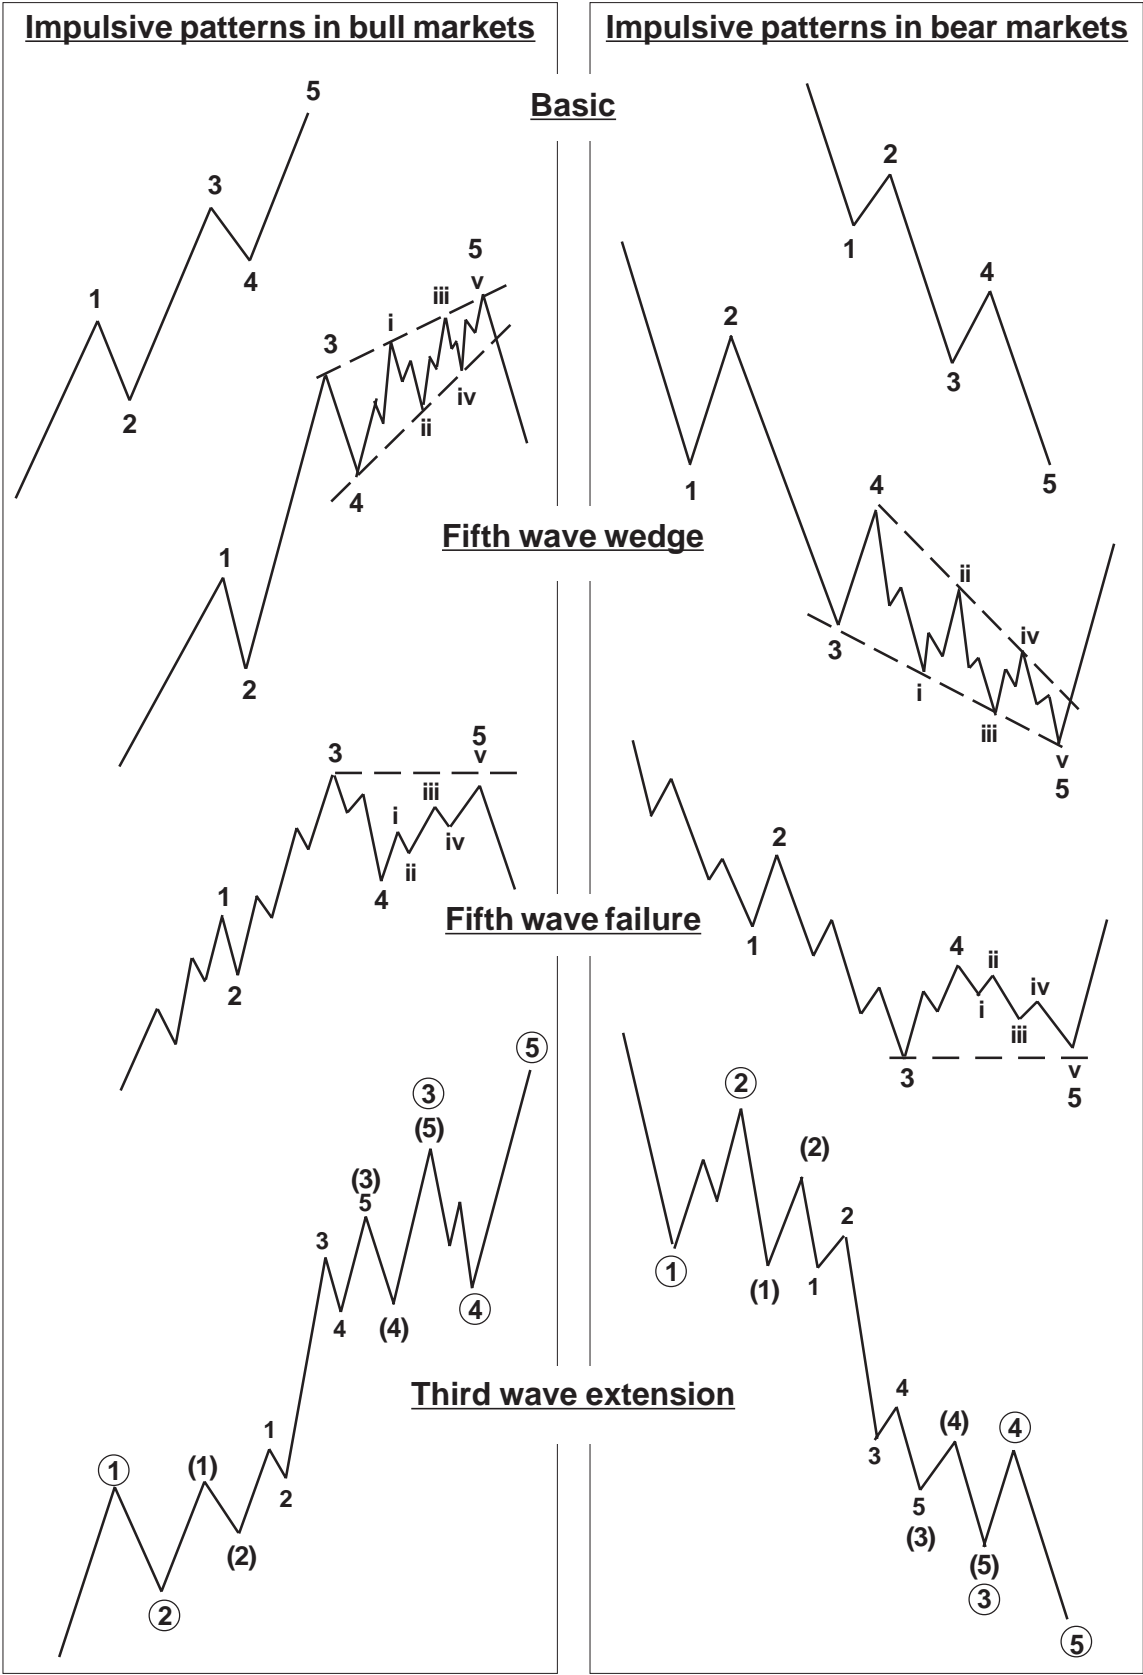 Impulsive patterns in bull markets
Impulsive patterns in bear markets
Basic
5
3
4
1
2
2
1
4
3
5
5
v
iii
i
3
iv
ii
4
1
2
2
1
4
ii
iv
3
i
iii
v
5
Fifth wave wedge
3
5
v
iii
i
iv
ii
4
1
2
2
1
4
ii
iv
i
iii
3
v
5
Fifth wave failure
5
3
(5)
(3)
5
3
4
(4)
4
1
(1)
2
(2)
1
2
2
(2)
2
1
(1)
1
4
(4)
4
3
5
(3)
(5)
3
5
Third wave extension